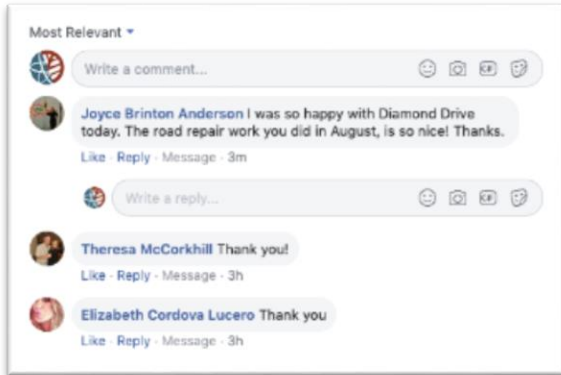 Most Relevant
Write a comment...
Joyce Brinton Anderson I was so happy with Diamond Drive
today. The road repair work you did in August, is so nice! Thanks.
Like · Reply · Message · 3m
Write a reply...
Theresa McCorkhill Thank you!
Like · Reply · Message · 3h
Elizabeth Cordova Lucero Thank you
Like · Reply · Message · 3h